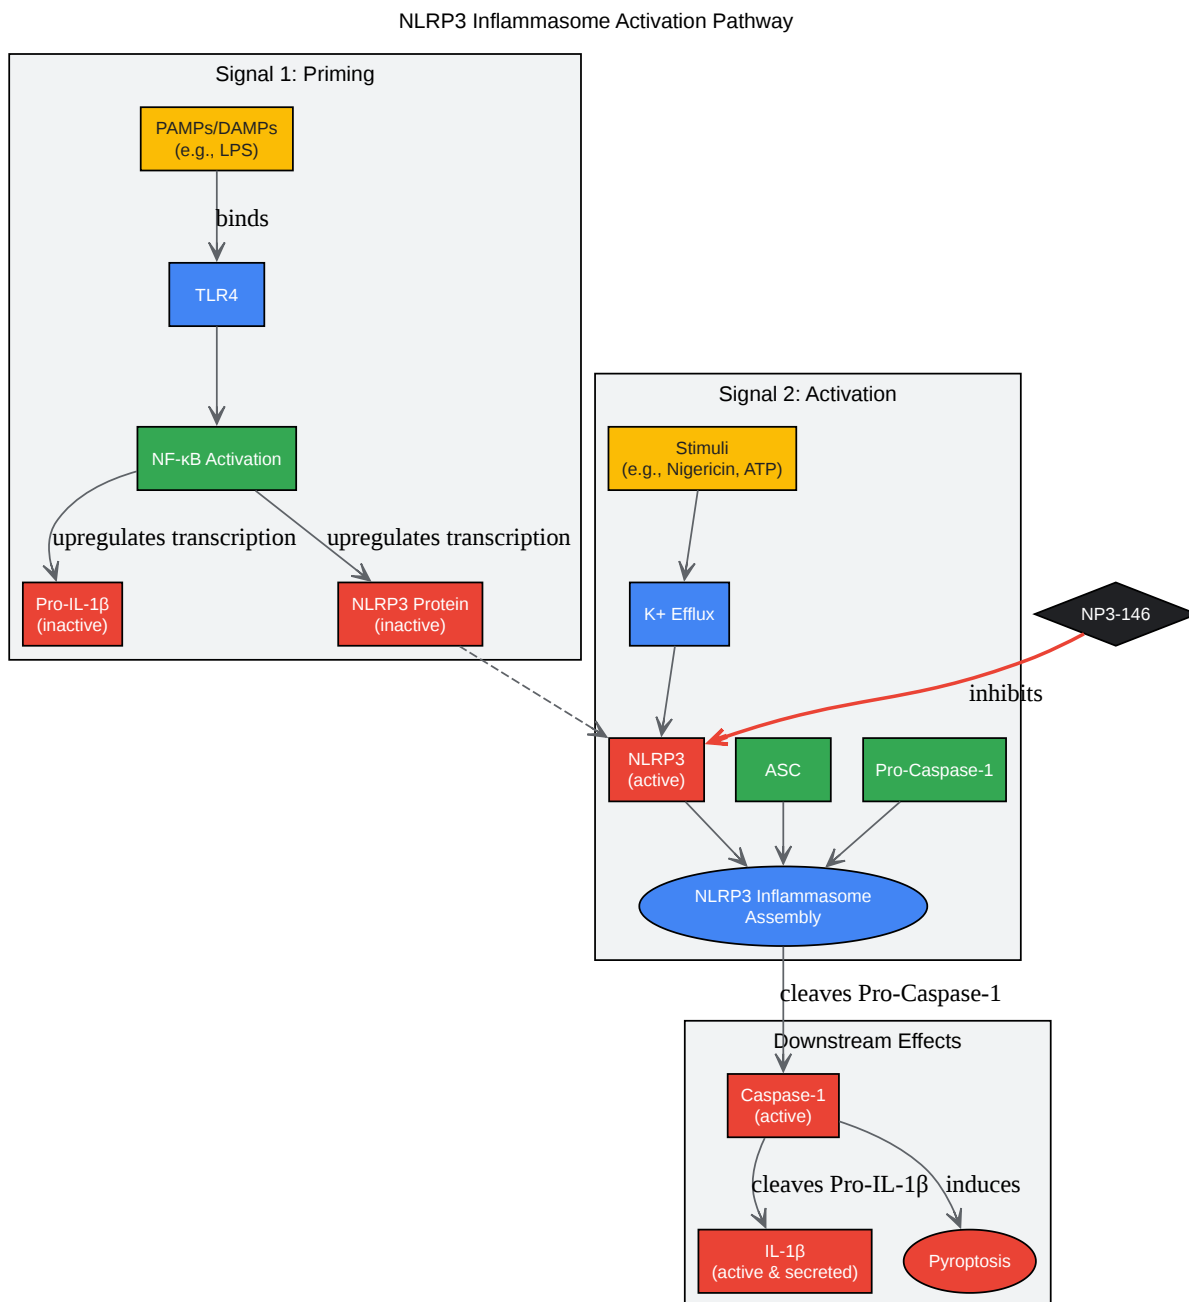 NLRP3 Inflammasome Activation Pathway
Signal 1: Priming
PAMPs/DAMPs
(e.g., LPS)
binds
TLR4
NF-κB Activation
upregulates transcription
upregulates transcription
Pro-IL-1β
(inactive)
NLRP3 Protein
(inactive)
Signal 2: Activation
Stimuli
(e.g., Nigericin, ATP)
K+ Efflux
NP3-146
inhibits
NLRP3
(active)
ASC
Pro-Caspase-1
NLRP3 Inflammasome
Assembly
cleaves Pro-Caspase-1
Downstream Effects
Caspase-1
(active)
cleaves Pro-IL-1β
induces
IL-1β
(active & secreted)
Pyroptosis